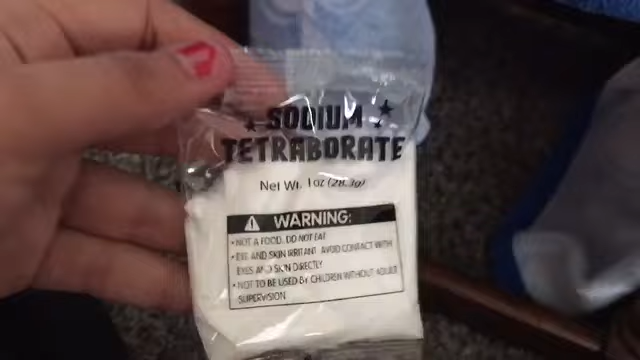 SODIUM
TETRABORATE
Net Wt. 1oz (28.3g)
WARNING:
• NOT A FOOD. DO NOT EAT
• EYE AND SKIN IRRITANT. AVOID CONTACT WITH
EYES AND SKIN DIRECTLY
• NOT TO BE USED BY CHILDREN WITHOUT ADULT
SUPERVISION